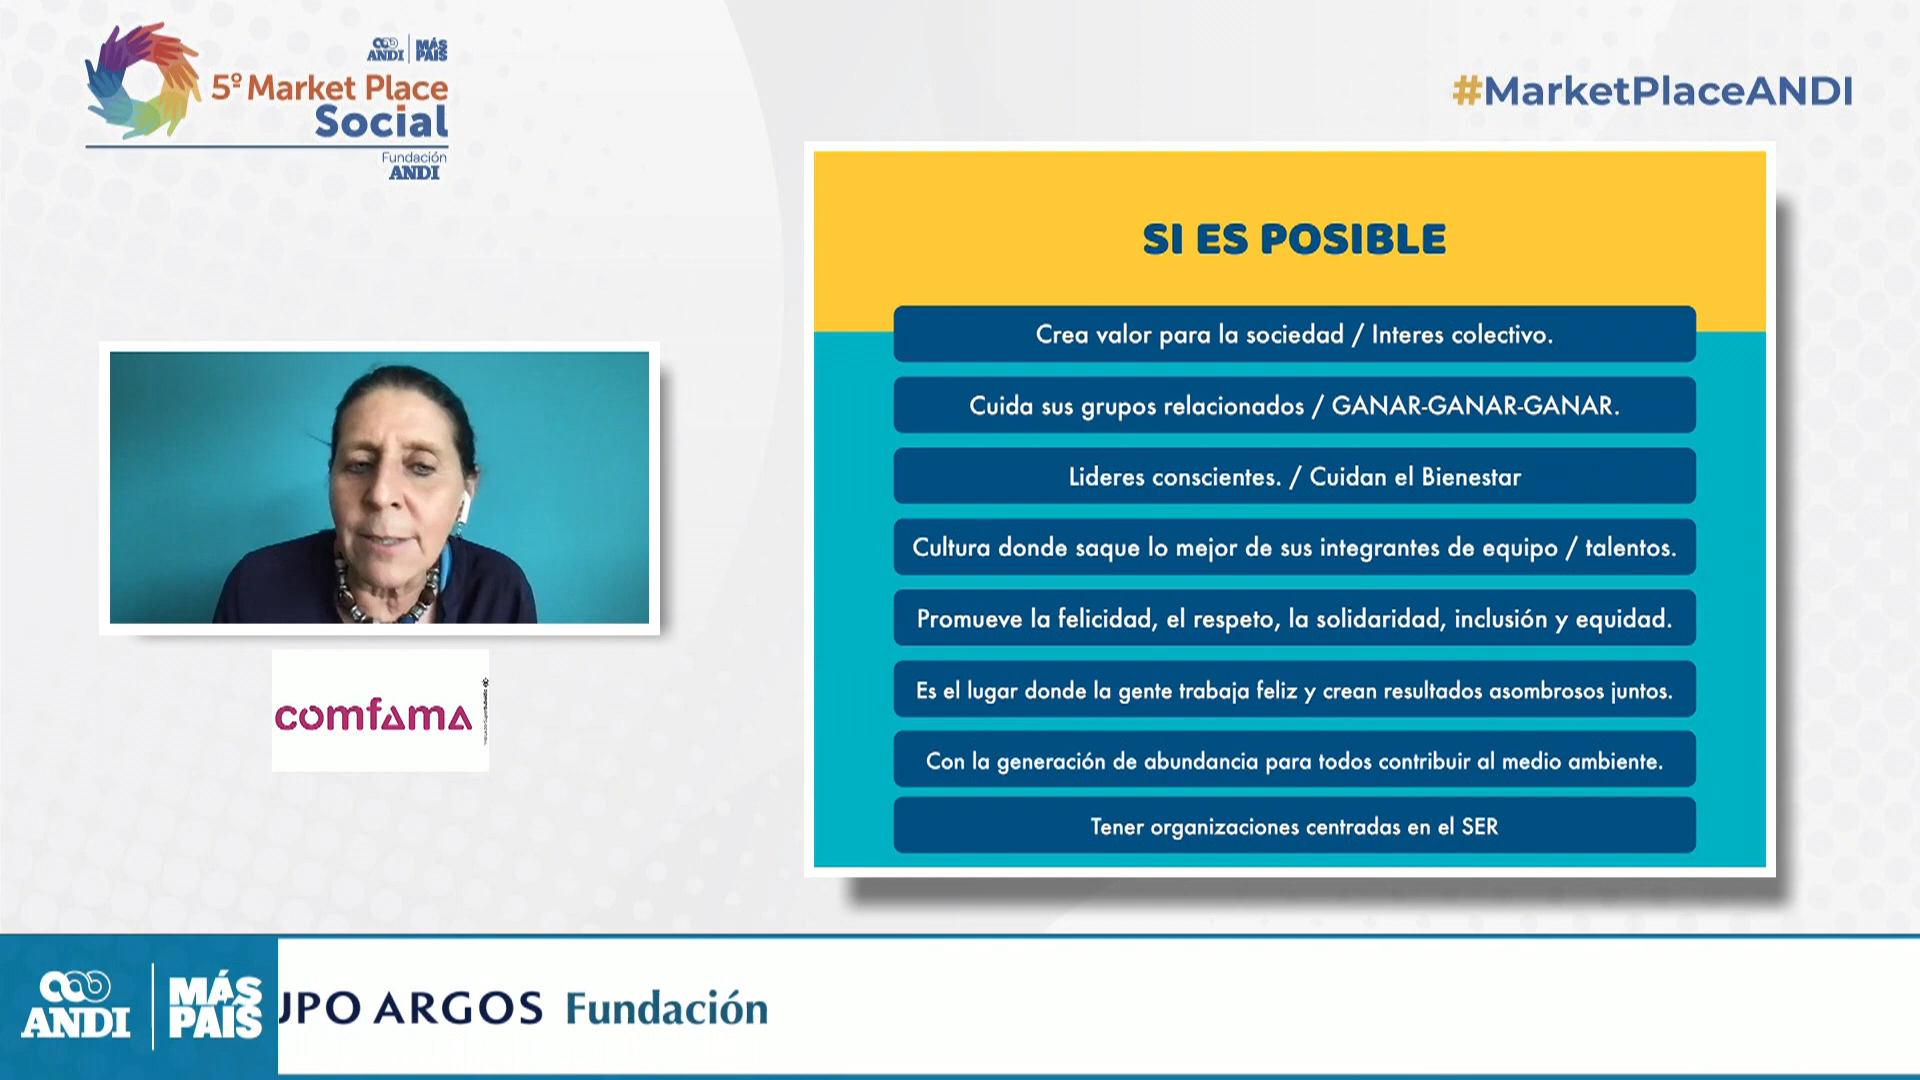 ANDI MÁS PAÍS
5º Market Place
Social
Fundación
ANDI
#MarketPlaceANDI
SI ES POSIBLE
Crea valor para la sociedad / Interes colectivo.
Cuida sus grupos relacionados / GANAR-GANAR-GANAR.
Lideres conscientes. / Cuidan el Bienestar
Cultura donde saque lo mejor de sus integrantes de equipo / talentos.
Promueve la felicidad, el respeto, la solidaridad, inclusión y equidad.
Es el lugar donde la gente trabaja feliz y crean resultados asombrosos juntos.
Con la generación de abundancia para todos contribuir al medio ambiente.
Tener organizaciones centradas en el SER
comfama
ANDI MÁS PAÍS
UPO ARGOS Fundación